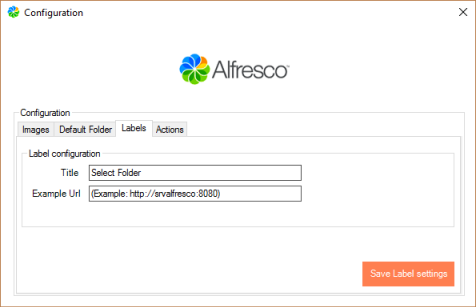 Configuration
Alfresco
Configuration
Images Default Folder Labels Actions
Label configuration
Title Select Folder
Example Url (Example: http://srvalfresco:8080)
Save Label settings